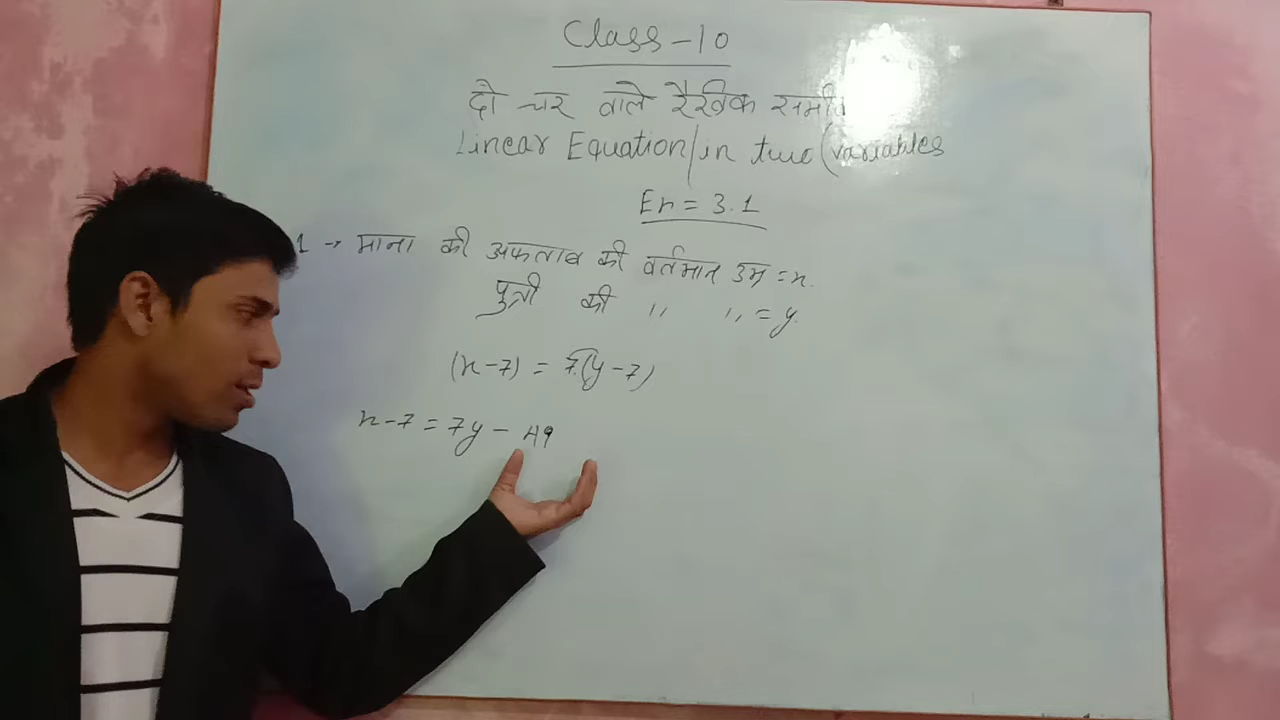 Class-10
दो चर वाले रैखिक समी०
Linear Equation/in two (variables
Ex = 3.1
1 → माना की अफताब की वर्तमान उम्र = x.
पुत्री की ,, ,, = y.
(x-7) = 7(y-7)
x-7 = 7y - 49